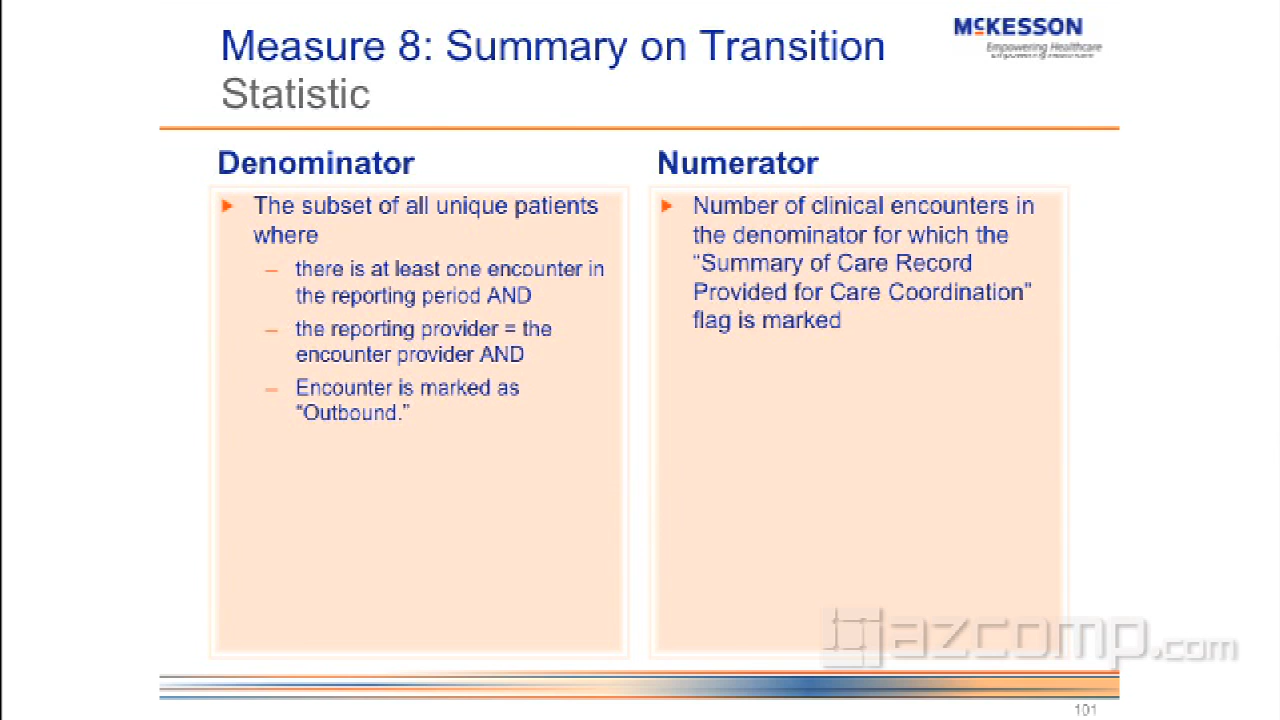 Measure 8: Summary on Transition
Statistic
McKESSON
Empowering Healthcare
Denominator
► The subset of all unique patients
where
– there is at least one encounter in
the reporting period AND
– the reporting provider = the
encounter provider AND
– Encounter is marked as
“Outbound.”
Numerator
► Number of clinical encounters in
the denominator for which the
“Summary of Care Record
Provided for Care Coordination”
flag is marked
azcomp.com
101